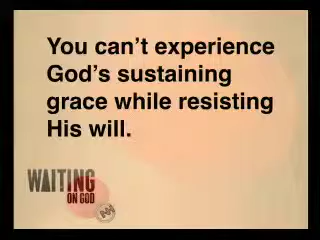 You can't experience
God's sustaining
grace while resisting
His will.
WAITING
ON GOD